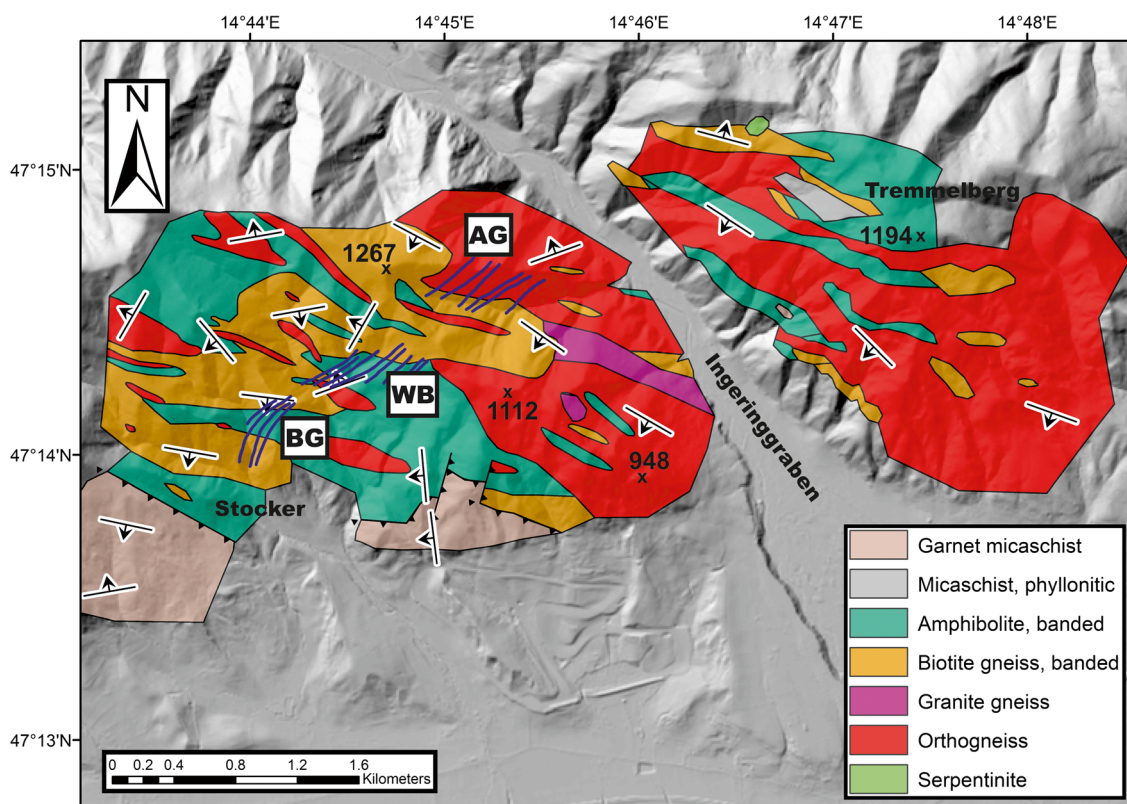 14°44'E
14°45'E
14°46'E
14°47'E
14°48'E
N
47°15'N
47°14'N
47°13'N
Tremmelberg
1194 x
AG
1267
x
WB
x
1112
BG
948
x
Ingeringgraben
Stocker
Garnet micaschist
Micaschist, phyllonitic
Amphibolite, banded
Biotite gneiss, banded
Granite gneiss
Orthogneiss
Serpentinite
0 0.2 0.4 0.8 1.2 1.6
Kilometers